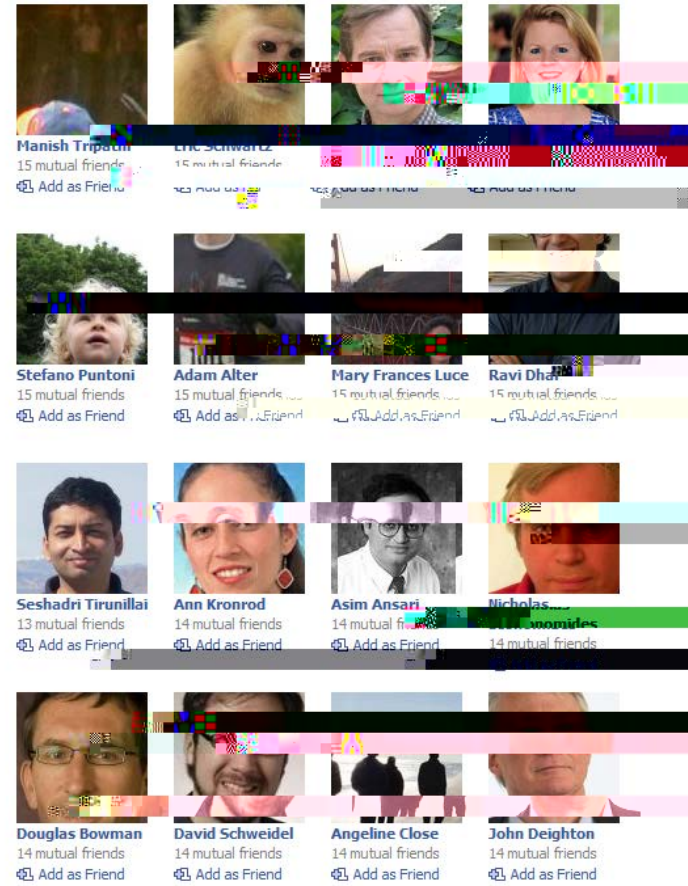 Manish Tripathi
Eric Schwartz
15 mutual friends
15 mutual friends
Add as Friend
Add as Friend
Add as Friend
Add as Friend
Stefano Puntoni
Adam Alter
Mary Frances Luce
Ravi Dhar
15 mutual friends
15 mutual friends
15 mutual friends
15 mutual friends
Add as Friend
Add as Friend
Add as Friend
Add as Friend
Seshadri Tirunillai
Ann Kronrod
Asim Ansari
Nicholas
13 mutual friends
14 mutual friends
14 mutual
14 mutual friends
Add as Friend
Add as Friend
Add as Friend
Add as Friend
Douglas Bowman
David Schweidel
Angeline Close
John Deighton
14 mutual friends
14 mutual friends
14 mutual friends
14 mutual friends
Add as Friend
Add as Friend
Add as Friend
Add as Friend